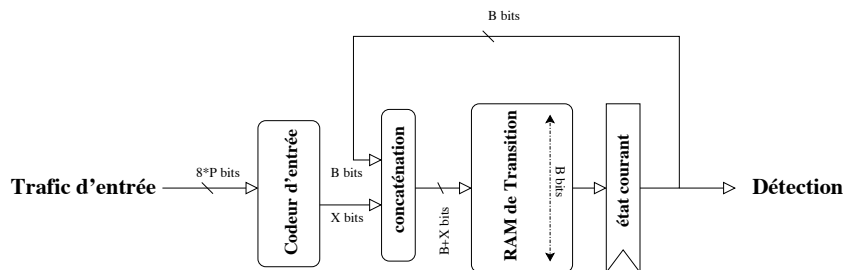 B bits
Trafic d'entrée
8*P bits
Codeur d'entrée
B bits
X bits
concaténation
B+X bits
RAM de Transition
B bits
état courant
Détection